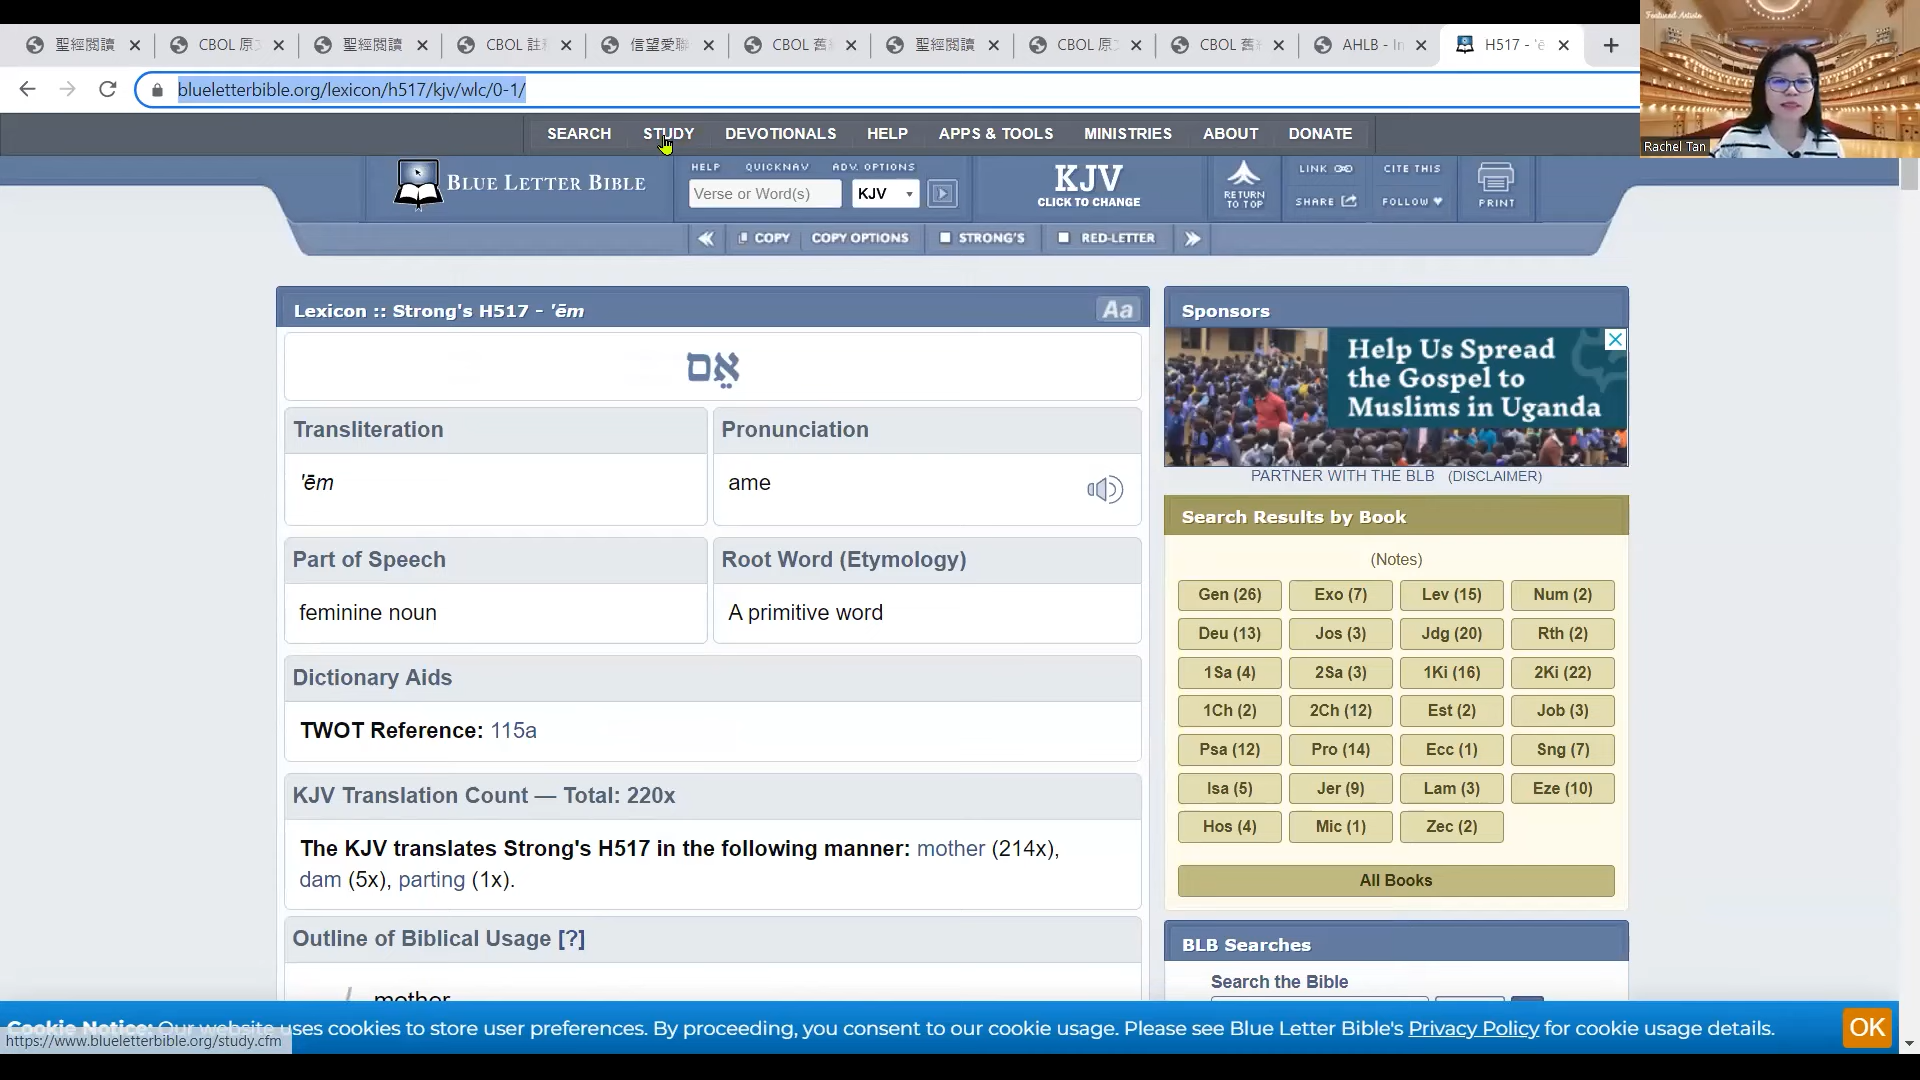 聖經閱讀
CBOL 原
聖經閱讀
CBOL 註
信望愛聯
CBOL 舊
聖經閱讀
CBOL 原
CBOL 舊
AHLB - In
H517 - 'ē
blueletterbible.org/lexicon/h517/kjv/wlc/0-1/
Featured Artists
Rachel Tan
SEARCH STUDY DEVOTIONALS HELP APPS & TOOLS MINISTRIES ABOUT DONATE
BLUE LETTER BIBLE
HELP QUICKNAV ADV. OPTIONS
Verse or Word(s) KJV
KJV
CLICK TO CHANGE
RETURN
TO TOP
LINK
CITE THIS
SHARE
FOLLOW
PRINT
COPY COPY OPTIONS STRONG'S RED-LETTER
Lexicon :: Strong's H517 - 'ēm
Aa
אֵם
Transliteration
'ēm
Pronunciation
ame
Part of Speech
feminine noun
Root Word (Etymology)
A primitive word
Dictionary Aids
TWOT Reference: 115a
KJV Translation Count — Total: 220x
The KJV translates Strong's H517 in the following manner: mother (214x),
dam (5x), parting (1x).
Outline of Biblical Usage [?]
mother
Sponsors
Help Us Spread
the Gospel to
Muslims in Uganda
PARTNER WITH THE BLB (DISCLAIMER)
Search Results by Book
(Notes)
Gen (26) Exo (7) Lev (15) Num (2)
Deu (13) Jos (3) Jdg (20) Rth (2)
1Sa (4) 2Sa (3) 1Ki (16) 2Ki (22)
1Ch (2) 2Ch (12) Est (2) Job (3)
Psa (12) Pro (14) Ecc (1) Sng (7)
Isa (5) Jer (9) Lam (3) Eze (10)
Hos (4) Mic (1) Zec (2)
All Books
BLB Searches
Search the Bible
Cookie Notice: Our website uses cookies to store user preferences. By proceeding, you consent to our cookie usage. Please see Blue Letter Bible's Privacy Policy for cookie usage details.
OK
https://www.blueletterbible.org/study.cfm